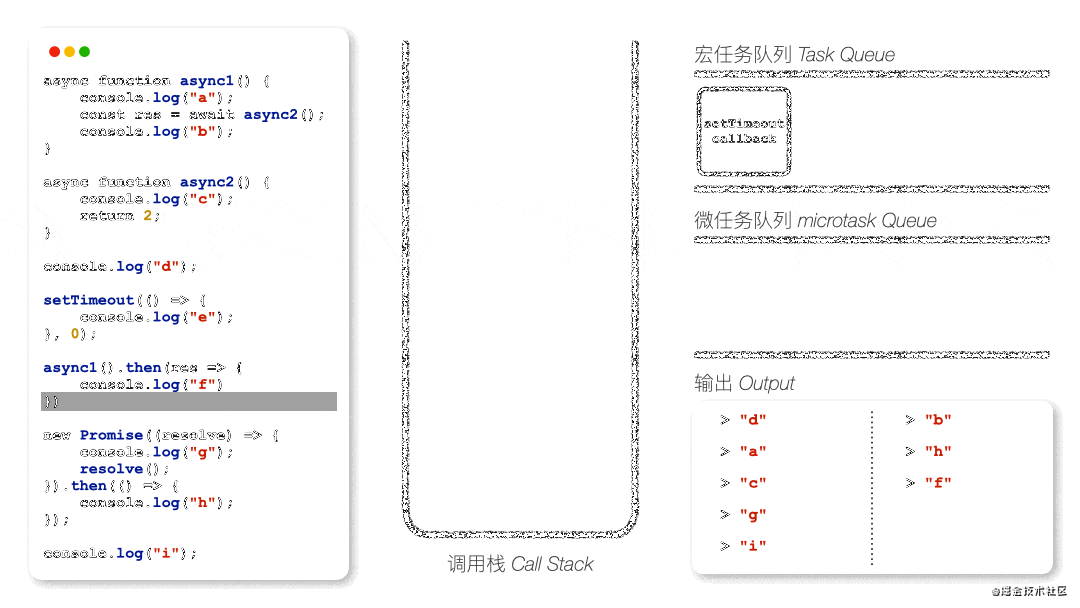 async function async1() {
    console.log("a");
    const res = await async2();
    console.log("b");
}
async function async2() {
    console.log("c");
    return 2;
}
console.log("d");
setTimeout(() => {
    console.log("e");
}, 0);
async1().then(res => {
    console.log("f")
})
new Promise((resolve) => {
    console.log("g");
    resolve();
}).then(() => {
    console.log("h");
});
console.log("i");
调用栈 Call Stack
宏任务队列 Task Queue
setTimeout
callback
微任务队列 microtask Queue
输出 Output
> "d"
> "a"
> "c"
> "g"
> "i"
> "b"
> "h"
> "f"
@掘金技术社区